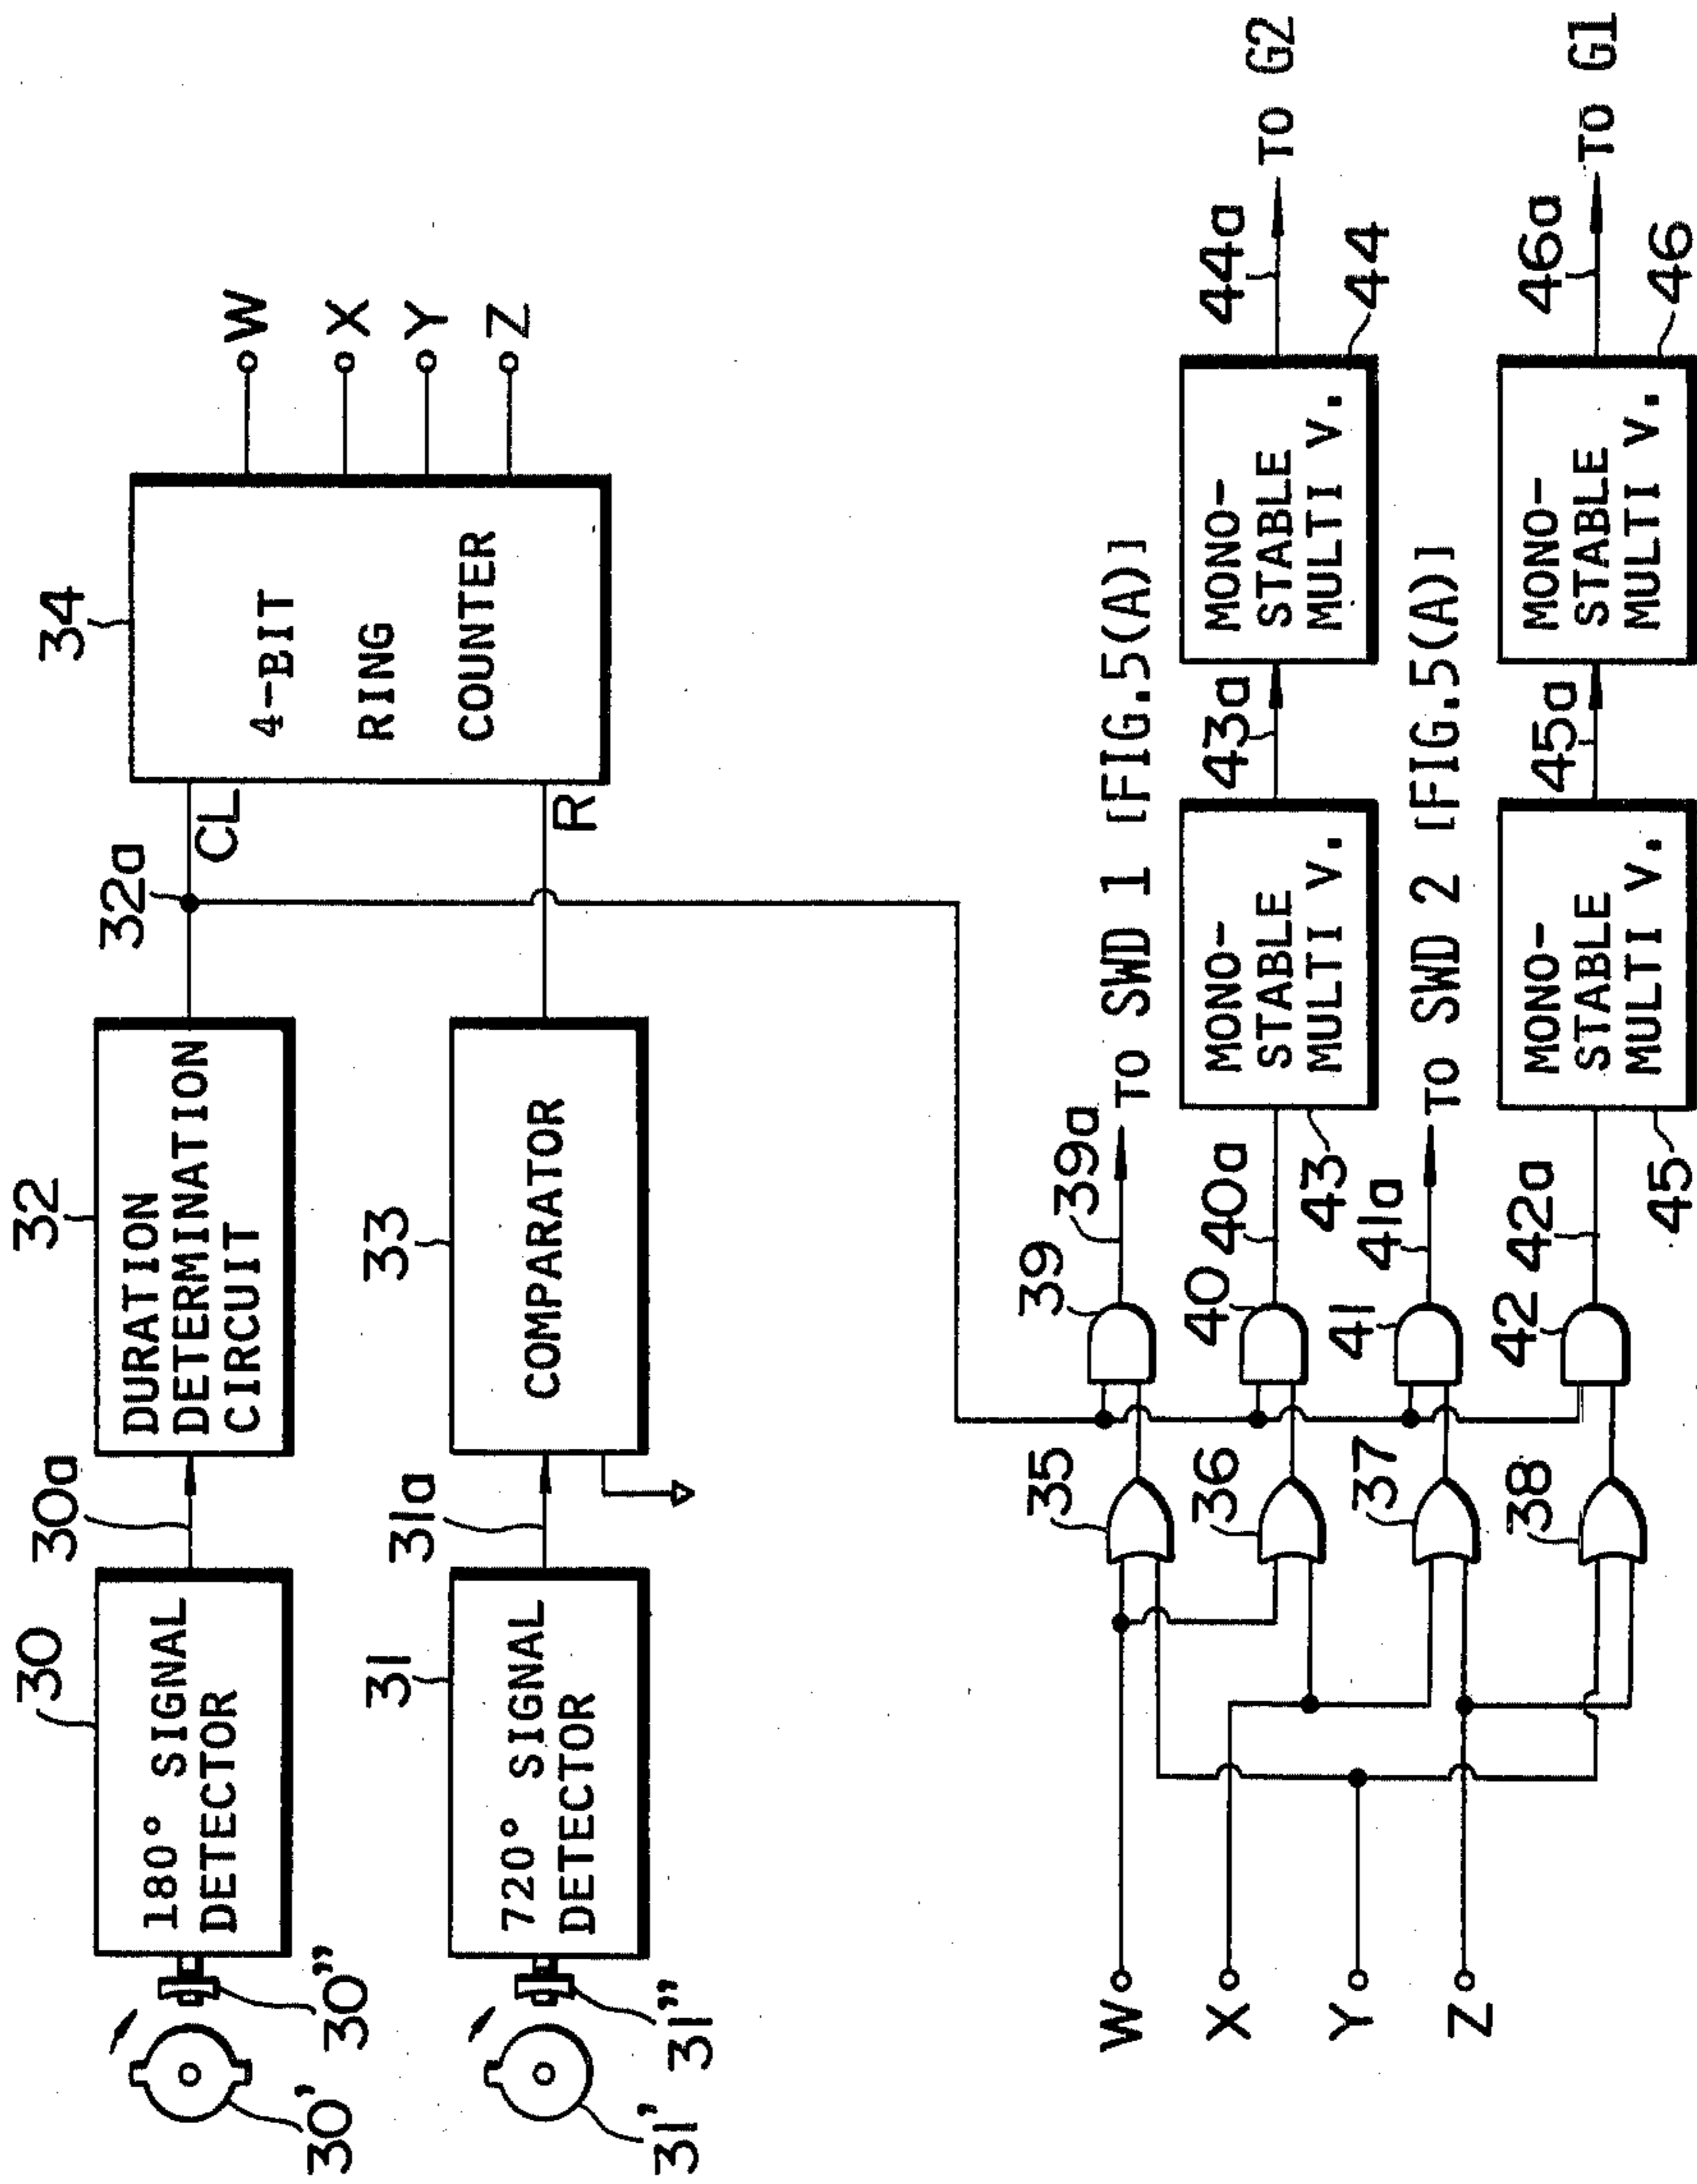 30
30a
32
32a
34
180° SIGNAL
DETECTOR
DURATION
DETERMINATION
CIRCUIT
CL
4-BIT
RING
COUNTER
R
W
X
Y
Z
30'
30"
31
31a
33
720° SIGNAL
DETECTOR
COMPARATOR
31'
31"
W
X
Y
Z
35
36
37
38
39
39a
TO SWD 1 [FIG.5(A)]
40
40a
MONO-
STABLE
MULTI V.
43
43a
MONO-
STABLE
MULTI V.
44
44a
TO G2
41
41a
TO SWD 2 [FIG.5(A)]
42
42a
MONO-
STABLE
MULTI V.
45
45a
MONO-
STABLE
MULTI V.
46
46a
TO G1